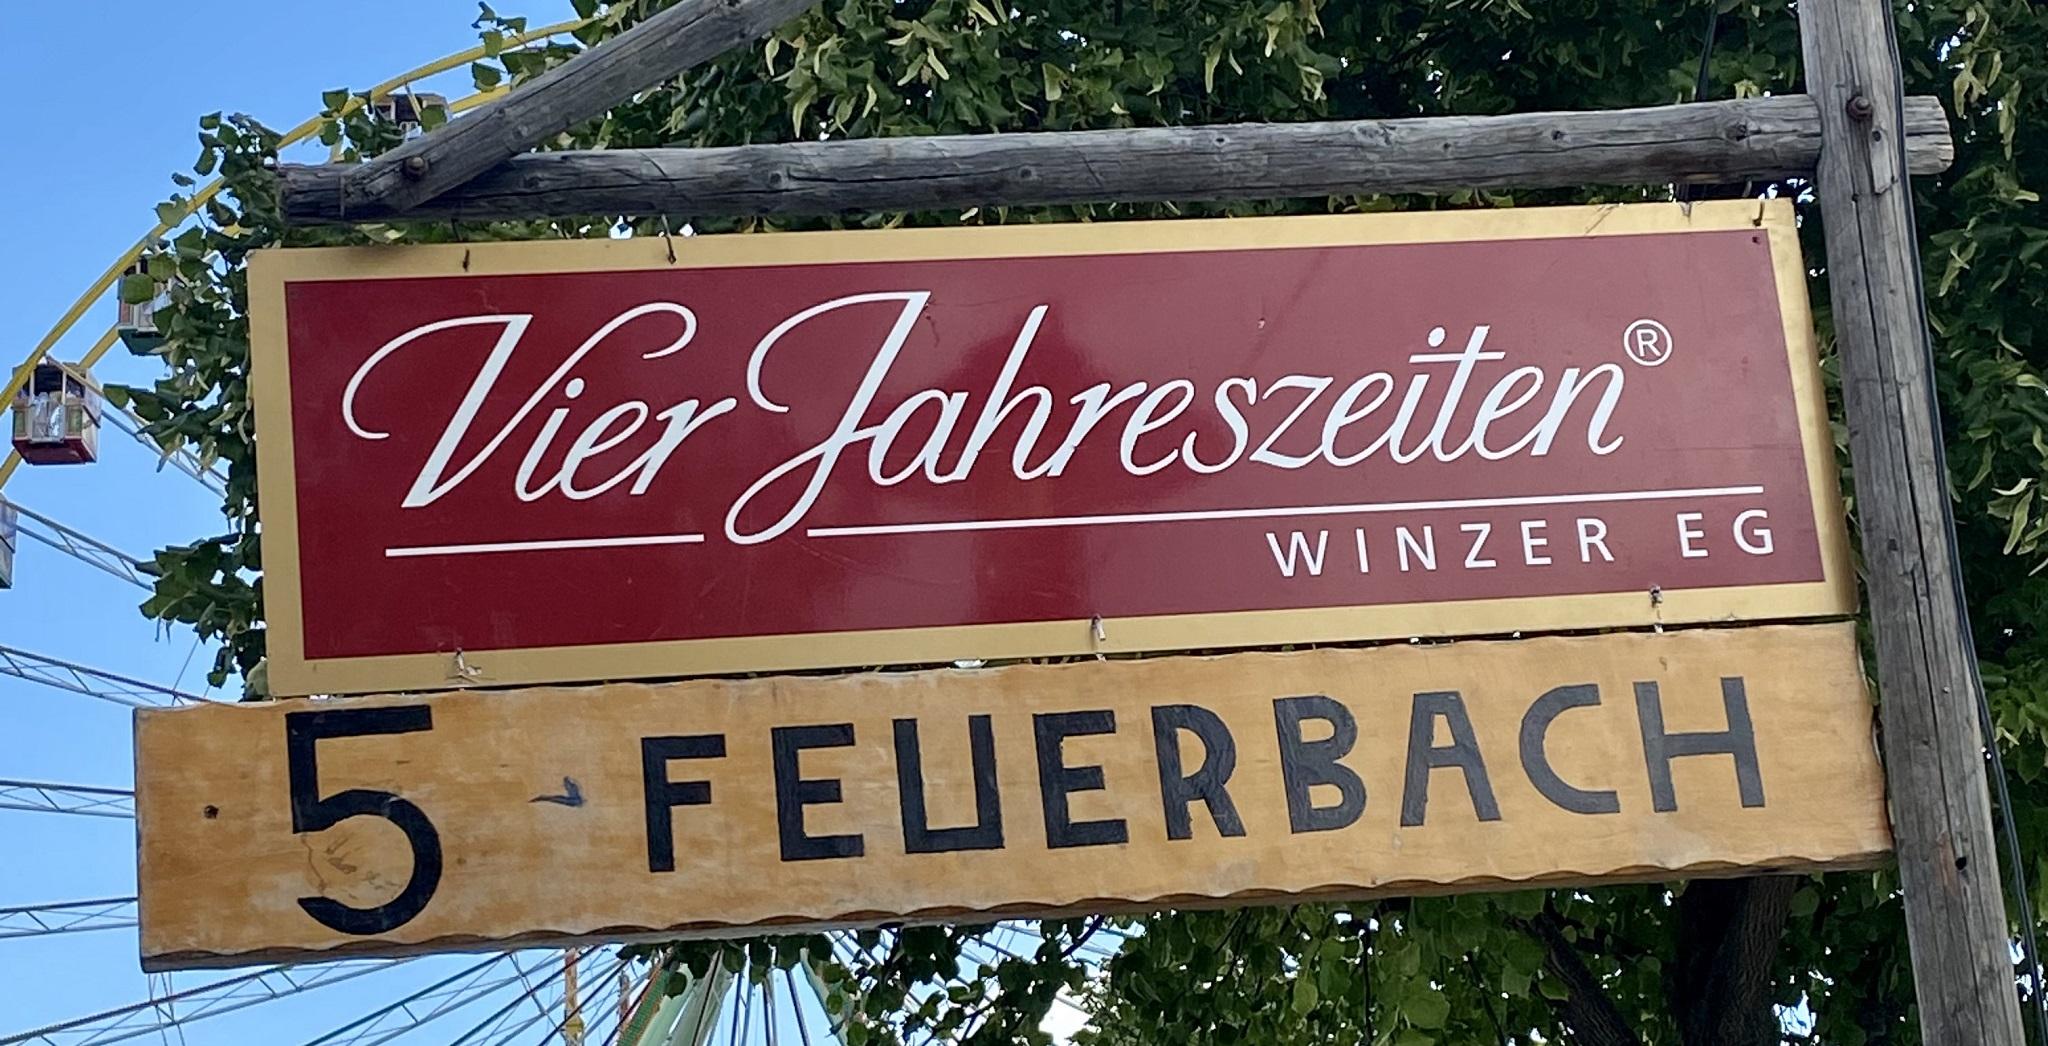 Vier Jahreszeiten®
WINZER EG
5 FEUERBACH